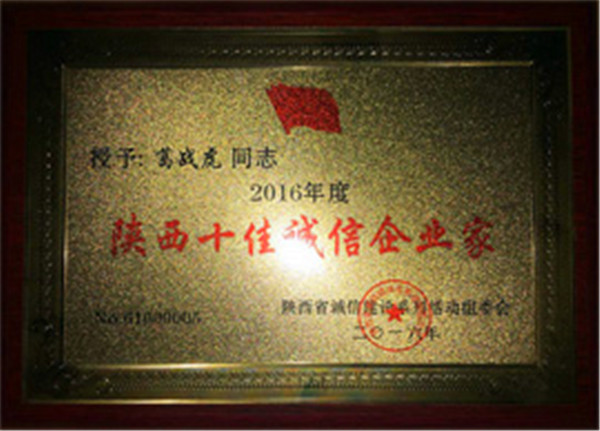 授予: 葛战虎 同志
2016年度
陕西十佳诚信企业家
No:61000005
陕西省诚信建设系列活动组委会
二〇一六年